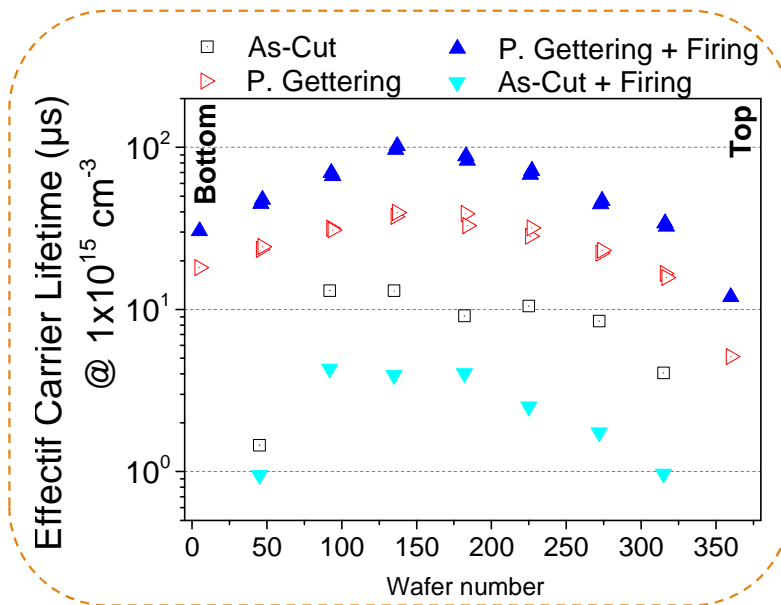 As-Cut
P. Gettering + Firing
P. Gettering
As-Cut + Firing
Effectif Carrier Lifetime (µs)
@ 1x10¹⁵ cm⁻³
Bottom
Top
10²
10¹
10⁰
0 50 100 150 200 250 300 350
Wafer number